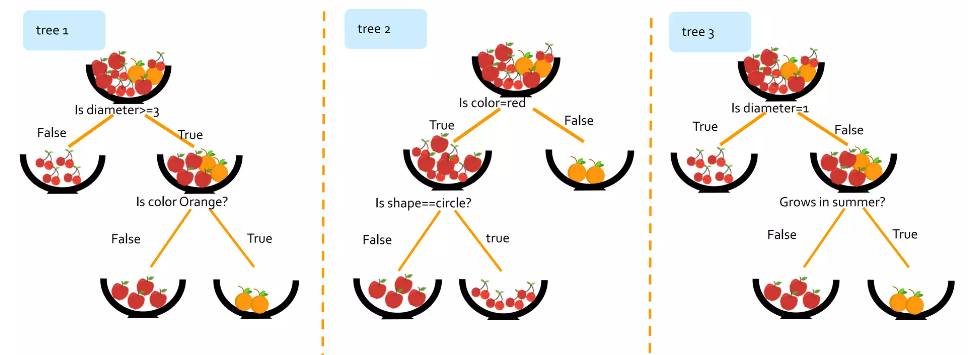 tree 1
Is diameter>=3
False
True
Is color Orange?
False
True
tree 2
Is color=red
True
False
Is shape==circle?
False
true
tree 3
Is diameter=1
True
False
Grows in summer?
False
True